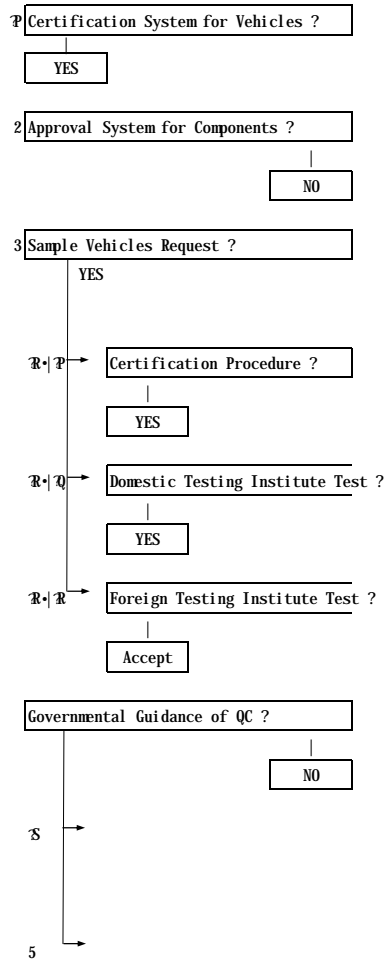 ?P Certification System for Vehicles ?
YES
2 Approval System for Components ?
NO
3 Sample Vehicles Request ?
YES
?R•|?P Certification Procedure ?
YES
?R•|?Q Domestic Testing Institute Test ?
YES
?R•|?R Foreign Testing Institute Test ?
Accept
Governmental Guidance of QC ?
NO
?S
5